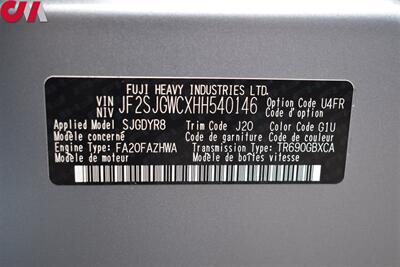 CMA
FUJI HEAVY INDUSTRIES LTD.
VIN NIV JF2SJGWCXHH540146 Option Code U4FR
Code d'option
Applied Model SJGDYR8 Trim Code J20 Color Code G1U
Modèle concerné Code de garniture Code de couleur
Engine Type: FA20FAZHWA Transmission Type: TR690GBXCA
Modèle de moteur Modèle de boîtes vitesse